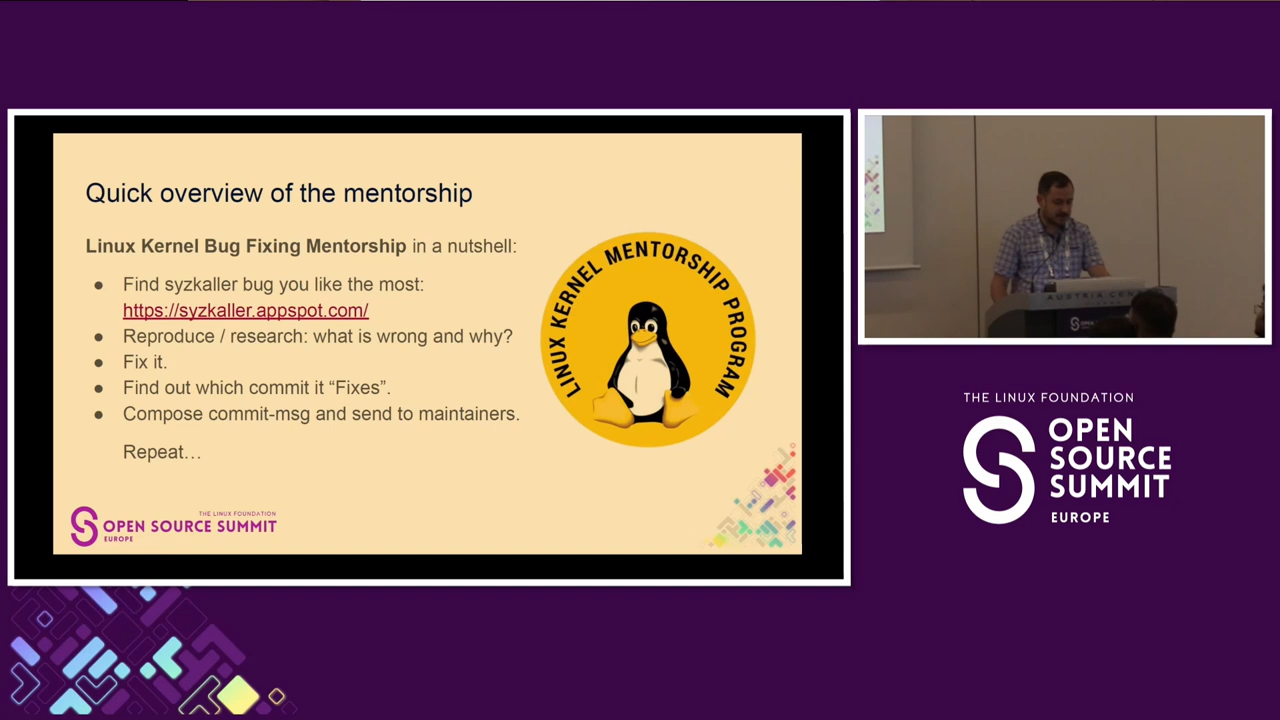 Quick overview of the mentorship
Linux Kernel Bug Fixing Mentorship in a nutshell:
● Find syzkaller bug you like the most:
https://syzkaller.appspot.com/
● Reproduce / research: what is wrong and why?
● Fix it.
● Find out which commit it “Fixes”.
● Compose commit-msg and send to maintainers.
Repeat…
LINUX KERNEL MENTORSHIP PROGRAM
THE LINUX FOUNDATION
OPEN SOURCE SUMMIT
EUROPE
AUSTRIA CEN
THE LINUX FOUNDATION
OPEN
SOURCE
SUMMIT
EUROPE